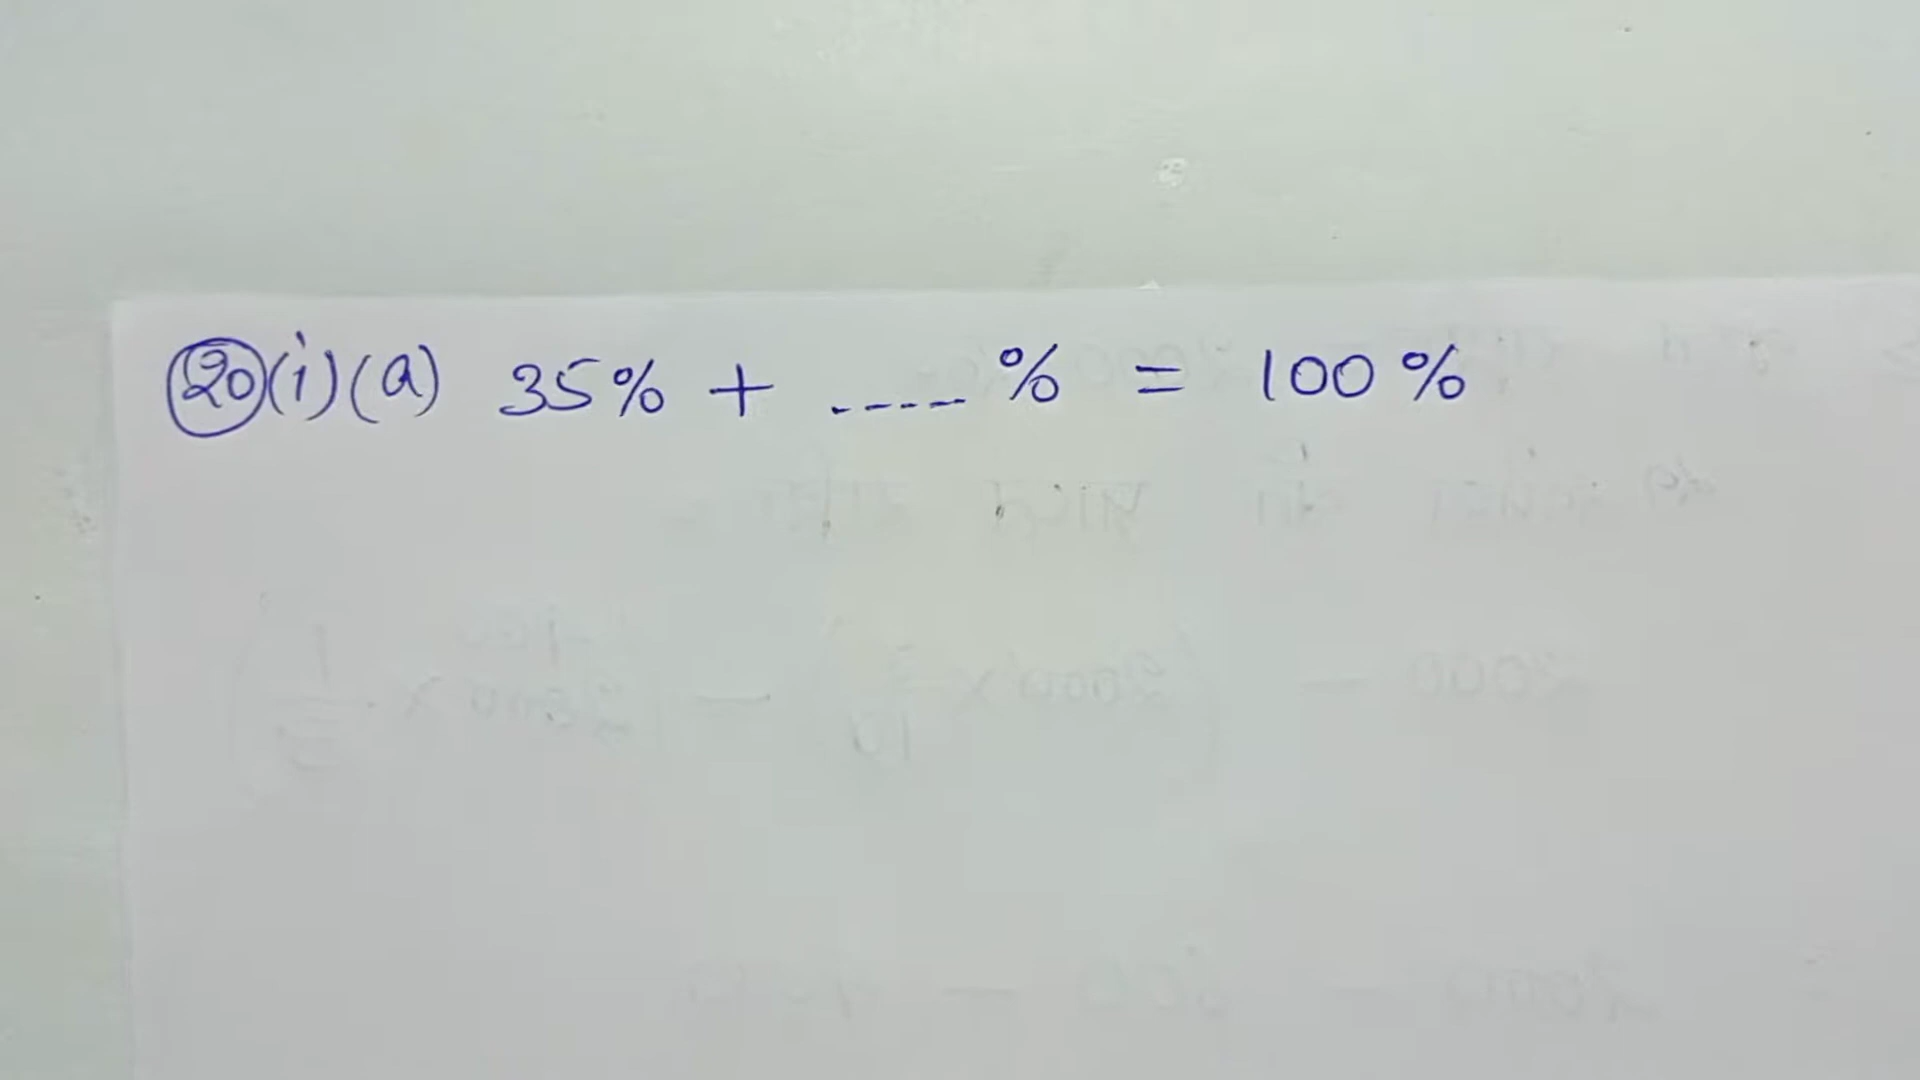 20 (i) (a) 35% + ----- % = 100 %